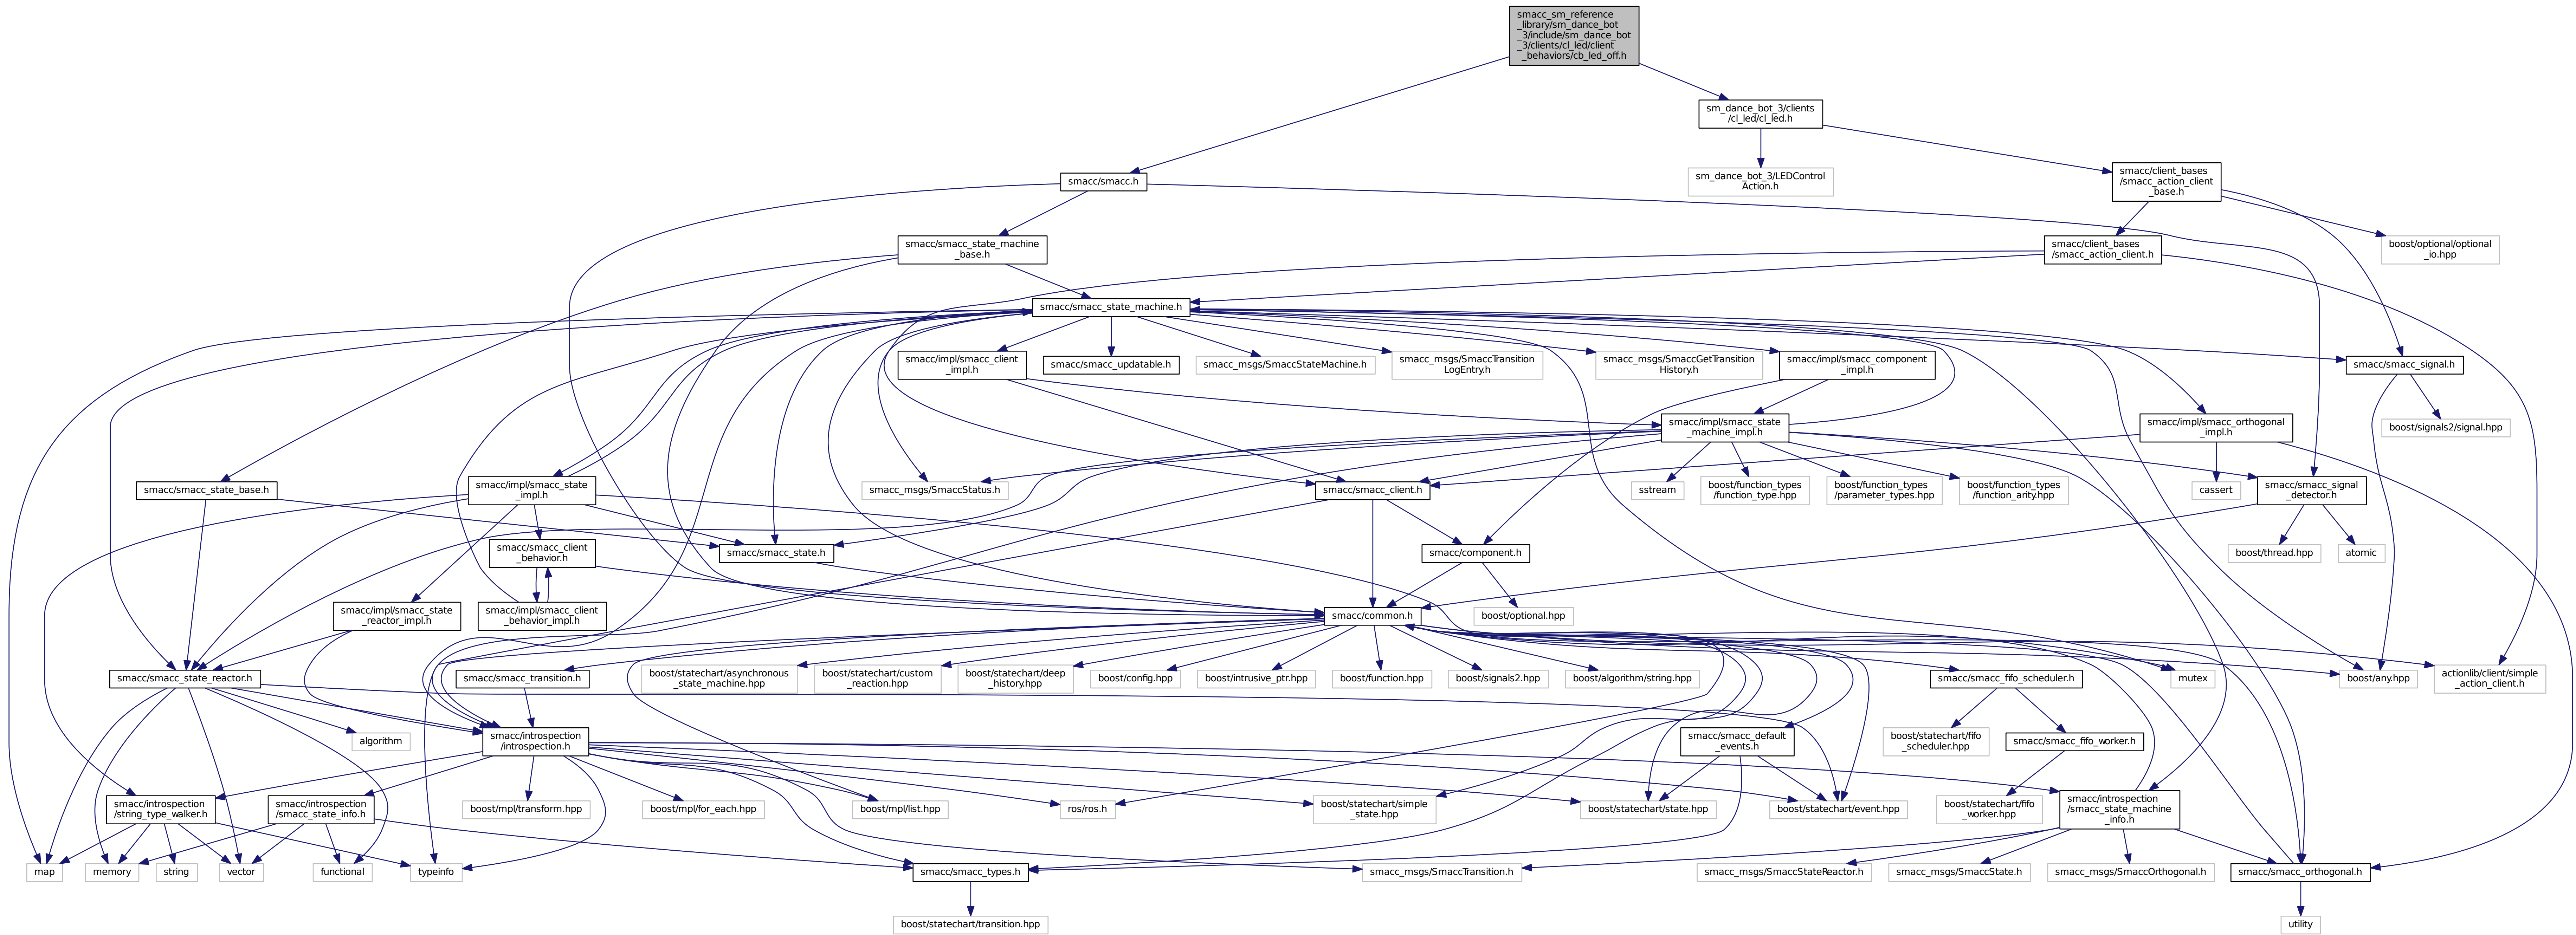 smacc_sm_reference
_library/sm_dance_bot
_3/include/sm_dance_bot
_3/clients/cl_led/client
_behaviors/cb_led_off.h
sm_dance_bot_3/clients
/cl_led/cl_led.h
smacc/smacc.h
sm_dance_bot_3/LEDControl
Action.h
smacc/client_bases
/smacc_action_client
_base.h
smacc/smacc_state_machine
_base.h
smacc/client_bases
/smacc_action_client.h
boost/optional/optional
_io.hpp
smacc/smacc_state_machine.h
smacc/impl/smacc_client
_impl.h
smacc/smacc_updatable.h
smacc_msgs/SmaccStateMachine.h
smacc_msgs/SmaccTransition
LogEntry.h
smacc_msgs/SmaccGetTransition
History.h
smacc/impl/smacc_component
_impl.h
smacc/smacc_signal.h
smacc/impl/smacc_state
_machine_impl.h
smacc/impl/smacc_orthogonal
_impl.h
boost/signals2/signal.hpp
smacc/smacc_state_base.h
smacc/impl/smacc_state
_impl.h
smacc_msgs/SmaccStatus.h
smacc/smacc_client.h
sstream
boost/function_types
/function_type.hpp
boost/function_types
/parameter_types.hpp
boost/function_types
/function_arity.hpp
cassert
smacc/smacc_signal
_detector.h
smacc/smacc_client
_behavior.h
smacc/smacc_state.h
smacc/component.h
boost/thread.hpp
atomic
smacc/impl/smacc_state
_reactor_impl.h
smacc/impl/smacc_client
_behavior_impl.h
smacc/common.h
boost/optional.hpp
smacc/smacc_state_reactor.h
smacc/smacc_transition.h
boost/statechart/asynchronous
_state_machine.hpp
boost/statechart/custom
_reaction.hpp
boost/statechart/deep
_history.hpp
boost/config.hpp
boost/intrusive_ptr.hpp
boost/function.hpp
boost/signals2.hpp
boost/algorithm/string.hpp
smacc/smacc_fifo_scheduler.h
mutex
boost/any.hpp
actionlib/client/simple
_action_client.h
algorithm
smacc/introspection
/introspection.h
smacc/smacc_default
_events.h
boost/statechart/fifo
_scheduler.hpp
smacc/smacc_fifo_worker.h
smacc/introspection
/string_type_walker.h
smacc/introspection
/smacc_state_info.h
boost/mpl/transform.hpp
boost/mpl/for_each.hpp
boost/mpl/list.hpp
ros/ros.h
boost/statechart/simple
_state.hpp
boost/statechart/state.hpp
boost/statechart/event.hpp
boost/statechart/fifo
_worker.hpp
smacc/introspection
/smacc_state_machine
_info.h
map
memory
string
vector
functional
typeinfo
smacc/smacc_types.h
smacc_msgs/SmaccTransition.h
smacc_msgs/SmaccStateReactor.h
smacc_msgs/SmaccState.h
smacc_msgs/SmaccOrthogonal.h
smacc/smacc_orthogonal.h
boost/statechart/transition.hpp
utility